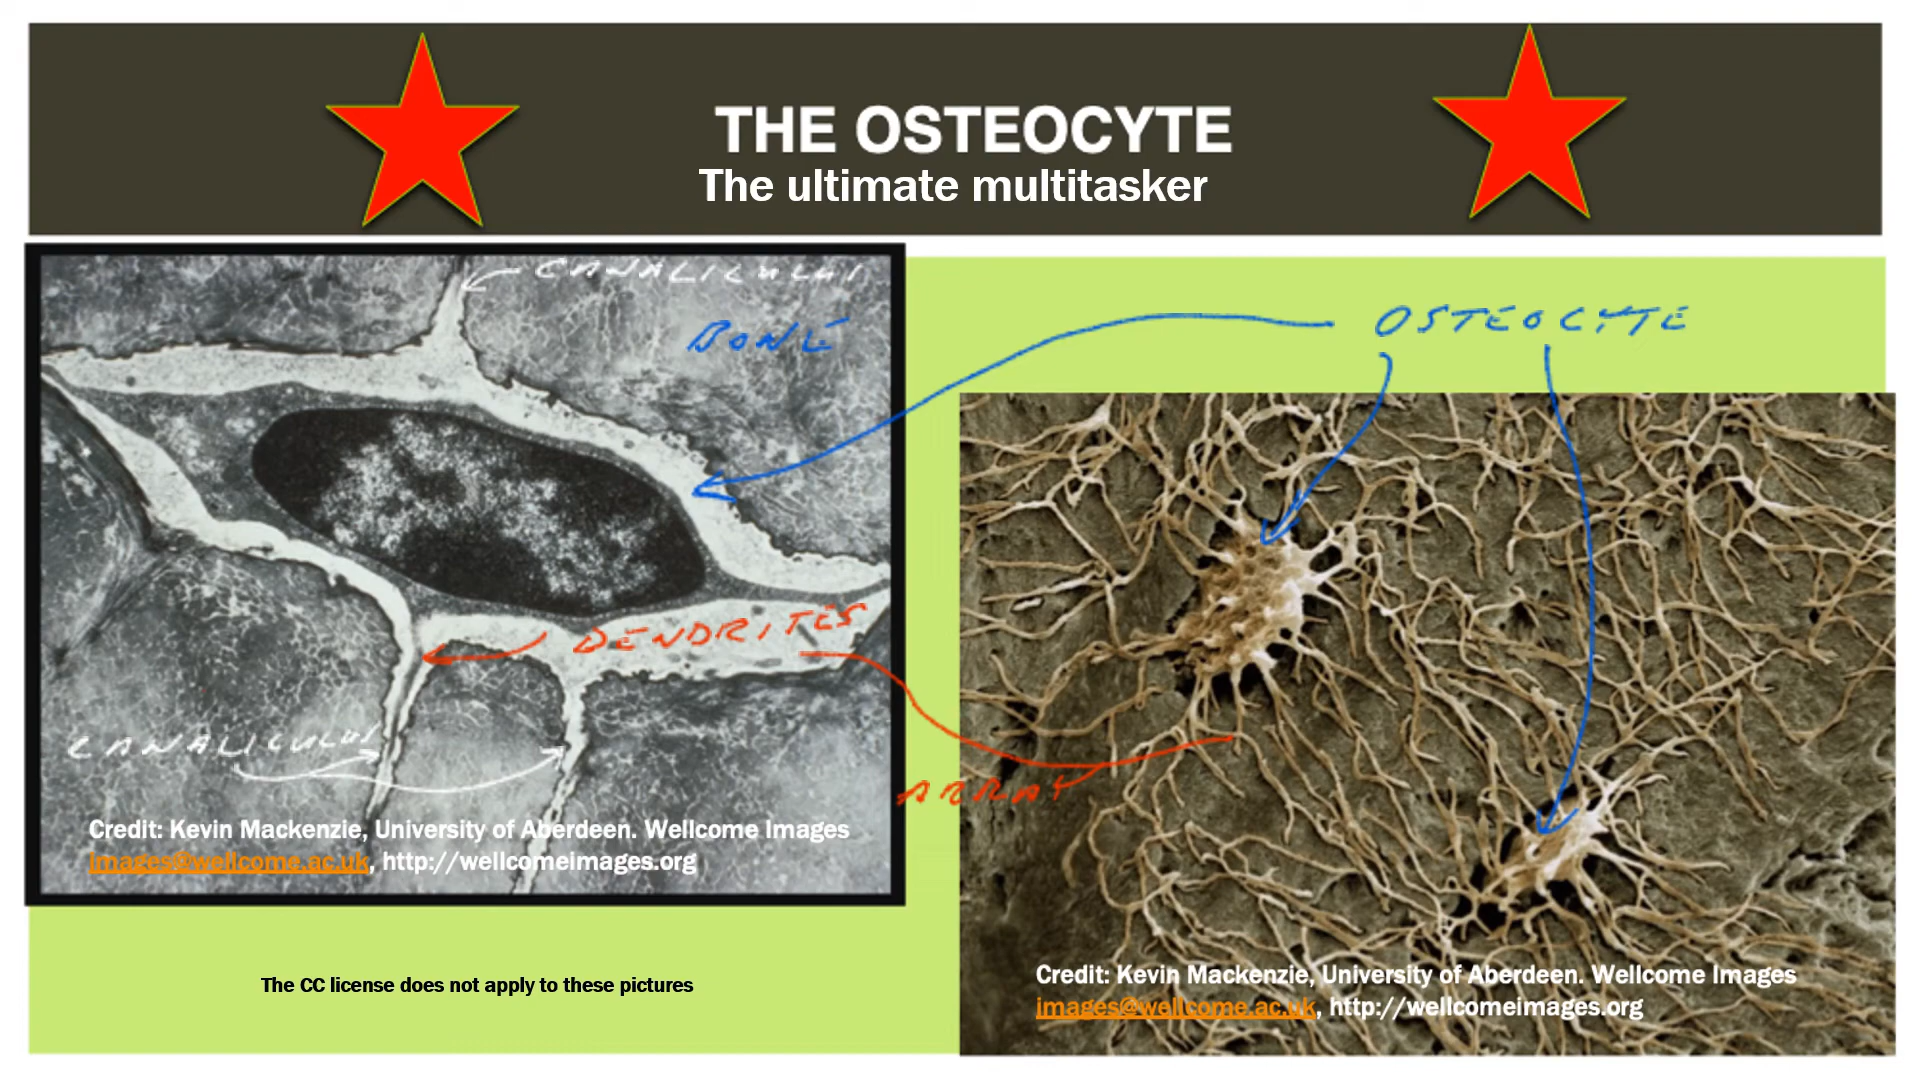 THE OSTEOCYTE
The ultimate multitasker
CANALICULUS
BONE
OSTEOCYTE
DENDRITES
CANALICULUS
ARRAY
Credit: Kevin Mackenzie, University of Aberdeen. Wellcome Images
images@wellcome.ac.uk, http://wellcomeimages.org
The CC license does not apply to these pictures
Credit: Kevin Mackenzie, University of Aberdeen. Wellcome Images
images@wellcome.ac.uk, http://wellcomeimages.org